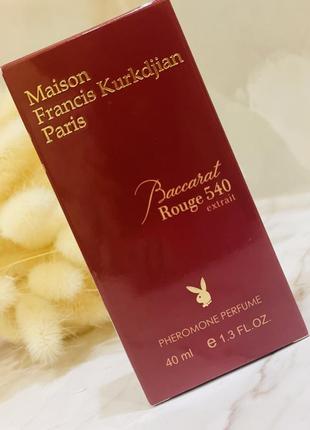 Maison
Francis Kurkdjian
Paris
Baccarat
Rouge 540
extrait
PHEROMONE PERFUME
40 ml e 1.3 FL.OZ.